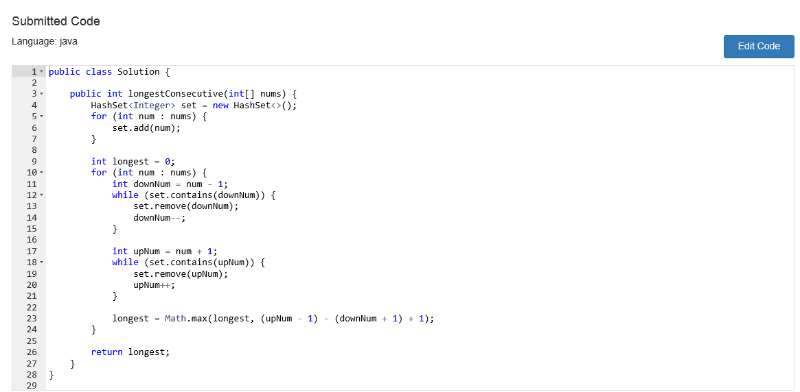 Submitted Code
Language: java
Edit Code
1 public class Solution {
2
3 public int longestConsecutive(int[] nums) {
4 HashSet<Integer> set = new HashSet<>();
5 for (int num : nums) {
6 set.add(num);
7 }
8
9 int longest = 0;
10 for (int num : nums) {
11 int downNum = num - 1;
12 while (set.contains(downNum)) {
13 set.remove(downNum);
14 downNum--;
15 }
16
17 int upNum = num + 1;
18 while (set.contains(upNum)) {
19 set.remove(upNum);
20 upNum++;
21 }
22
23 longest = Math.max(longest, (upNum - 1) - (downNum + 1) + 1);
24 }
25
26 return longest;
27 }
28 }
29